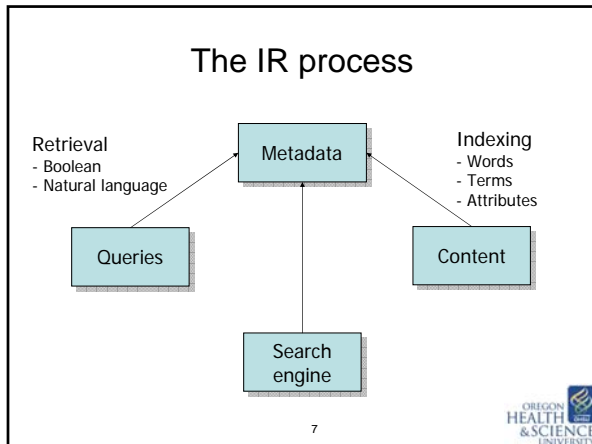 The IR process
Retrieval
- Boolean
- Natural language
Metadata
Indexing
- Words
- Terms
- Attributes
Queries
Content
Search
engine
7
OREGON
HEALTH
& SCIENCE
UNIVERSITY